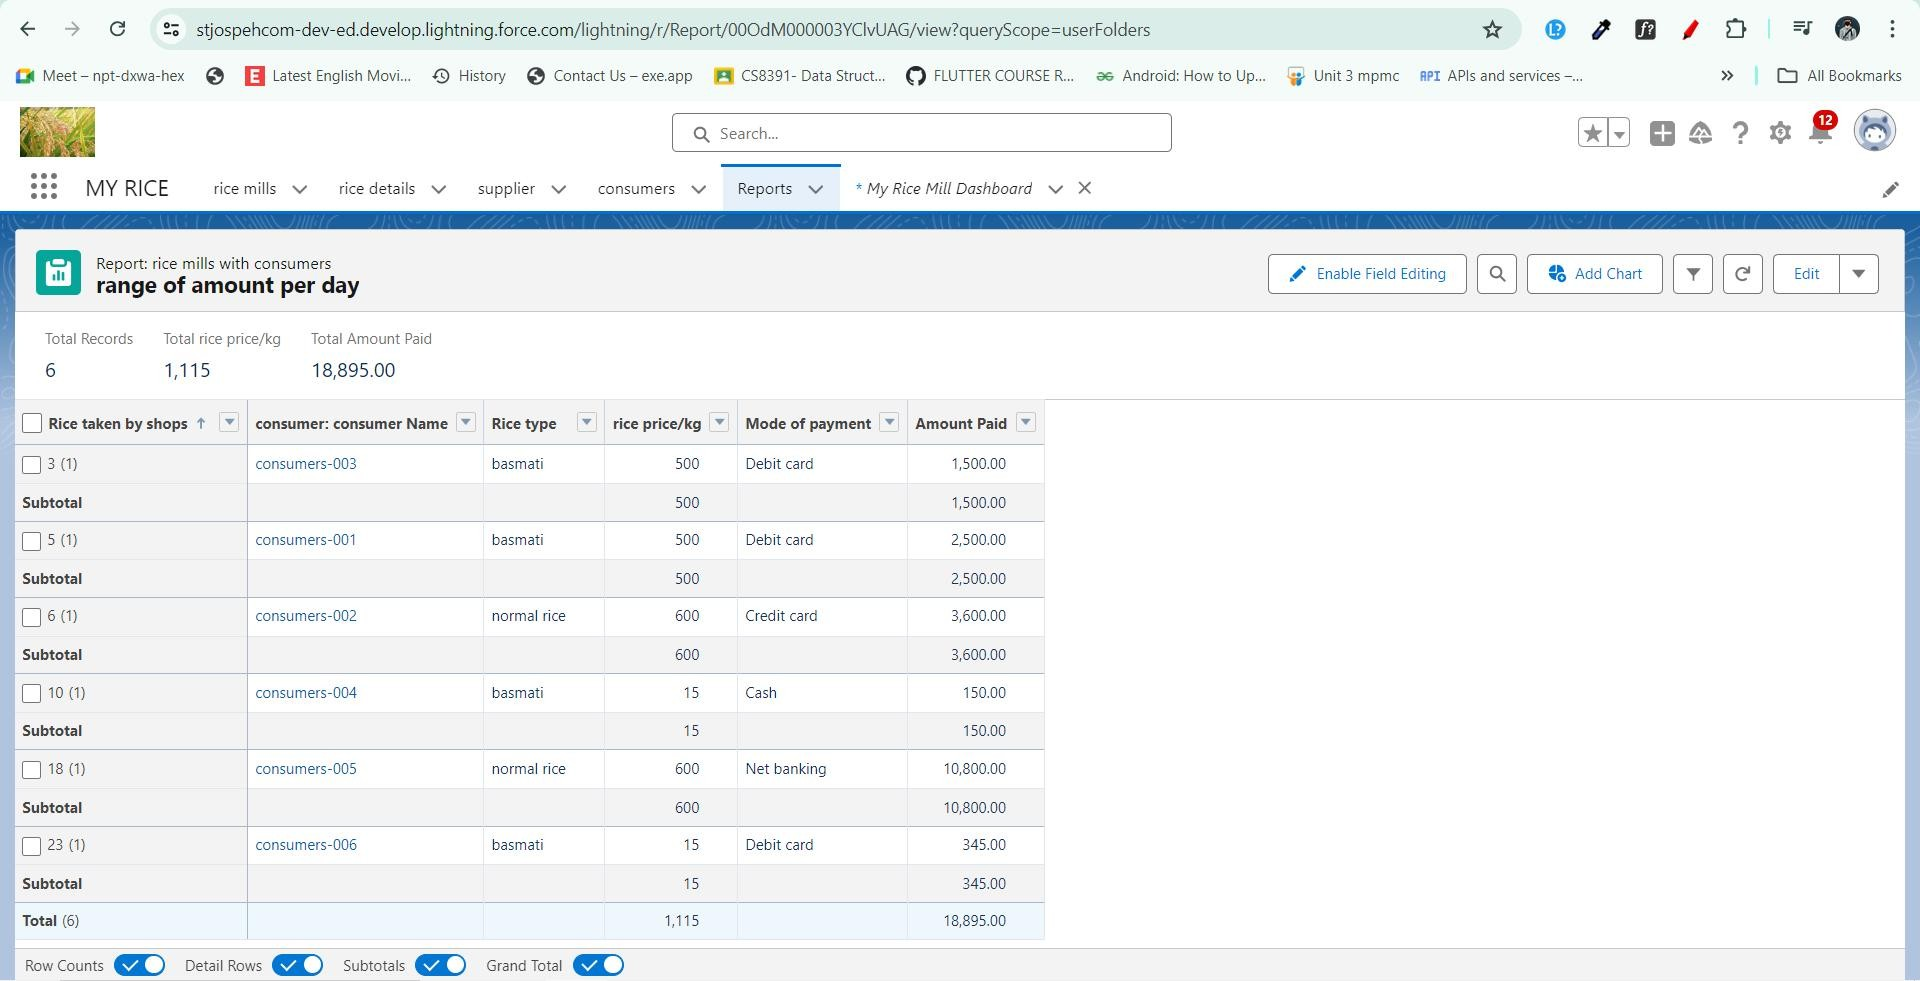 stjospehcom-dev-ed.develop.lightning.force.com/lightning/r/Report/00OdM000003YClvUAG/view?queryScope=userFolders
Meet – npt-dxwa-hex
Latest English Movi...
History
Contact Us – exe.app
CS8391- Data Struct...
FLUTTER COURSE R...
Android: How to Up...
Unit 3 mpmc
API APIs and services –...
» All Bookmarks
Search...
12
MY RICE rice mills rice details supplier consumers Reports * My Rice Mill Dashboard
Report: rice mills with consumers
range of amount per day
Enable Field Editing Add Chart Edit
Total Records Total rice price/kg Total Amount Paid
6 1,115 18,895.00
Rice taken by shops ↑ consumer: consumer Name Rice type rice price/kg Mode of payment Amount Paid
3 (1) consumers-003 basmati 500 Debit card 1,500.00
Subtotal 500 1,500.00
5 (1) consumers-001 basmati 500 Debit card 2,500.00
Subtotal 500 2,500.00
6 (1) consumers-002 normal rice 600 Credit card 3,600.00
Subtotal 600 3,600.00
10 (1) consumers-004 basmati 15 Cash 150.00
Subtotal 15 150.00
18 (1) consumers-005 normal rice 600 Net banking 10,800.00
Subtotal 600 10,800.00
23 (1) consumers-006 basmati 15 Debit card 345.00
Subtotal 15 345.00
Total (6) 1,115 18,895.00
Row Counts Detail Rows Subtotals Grand Total